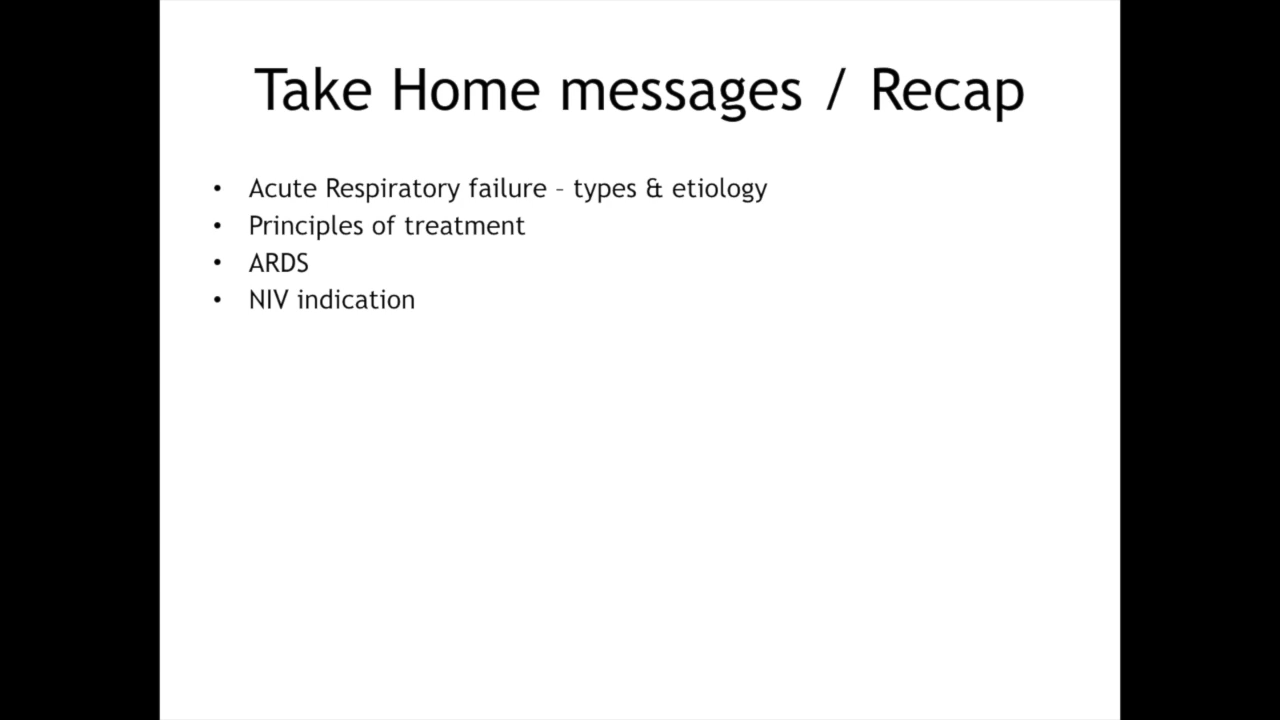 Take Home messages / Recap
• Acute Respiratory failure – types & etiology
• Principles of treatment
• ARDS
• NIV indication